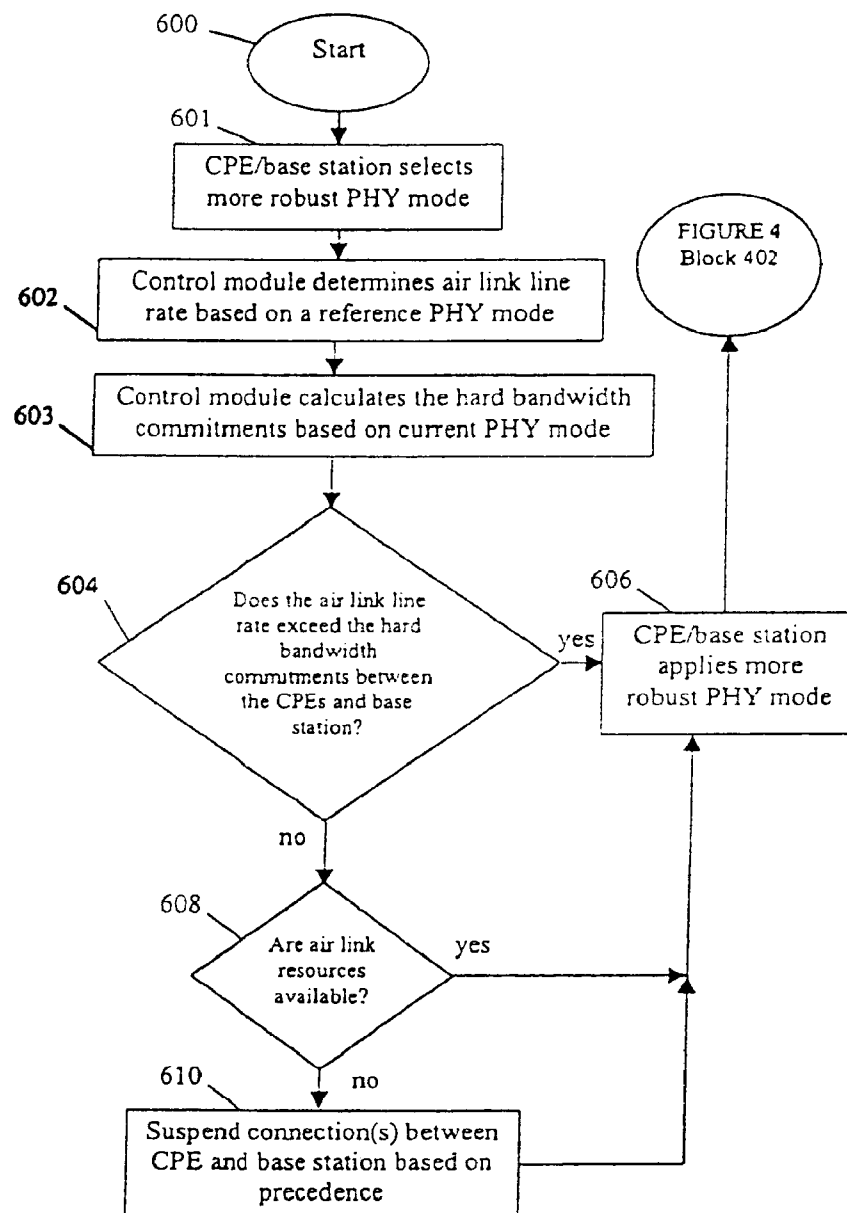 600
Start
601
CPE/base station selects
more robust PHY mode
FIGURE 4
Block 402
602
Control module determines air link line
rate based on a reference PHY mode
603
Control module calculates the hard bandwidth
commitments based on current PHY mode
604
Does the air link line
rate exceed the hard
bandwidth
commitments between
the CPEs and base
station?
yes
606
CPE/base station
applies more
robust PHY mode
no
608
Are air link
resources
available?
yes
no
610
Suspend connection(s) between
CPE and base station based on
precedence